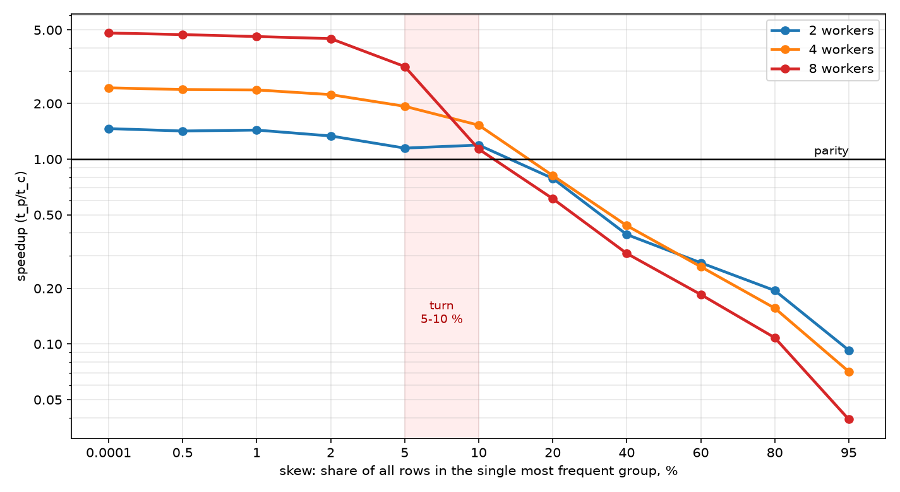 5.00
2.00
1.00
0.50
0.20
0.10
0.05
speedup (t_p/t_c)
2 workers
4 workers
8 workers
parity
turn
5-10 %
0.0001 0.5 1 2 5 10 20 40 60 80 95
skew: share of all rows in the single most frequent group, %